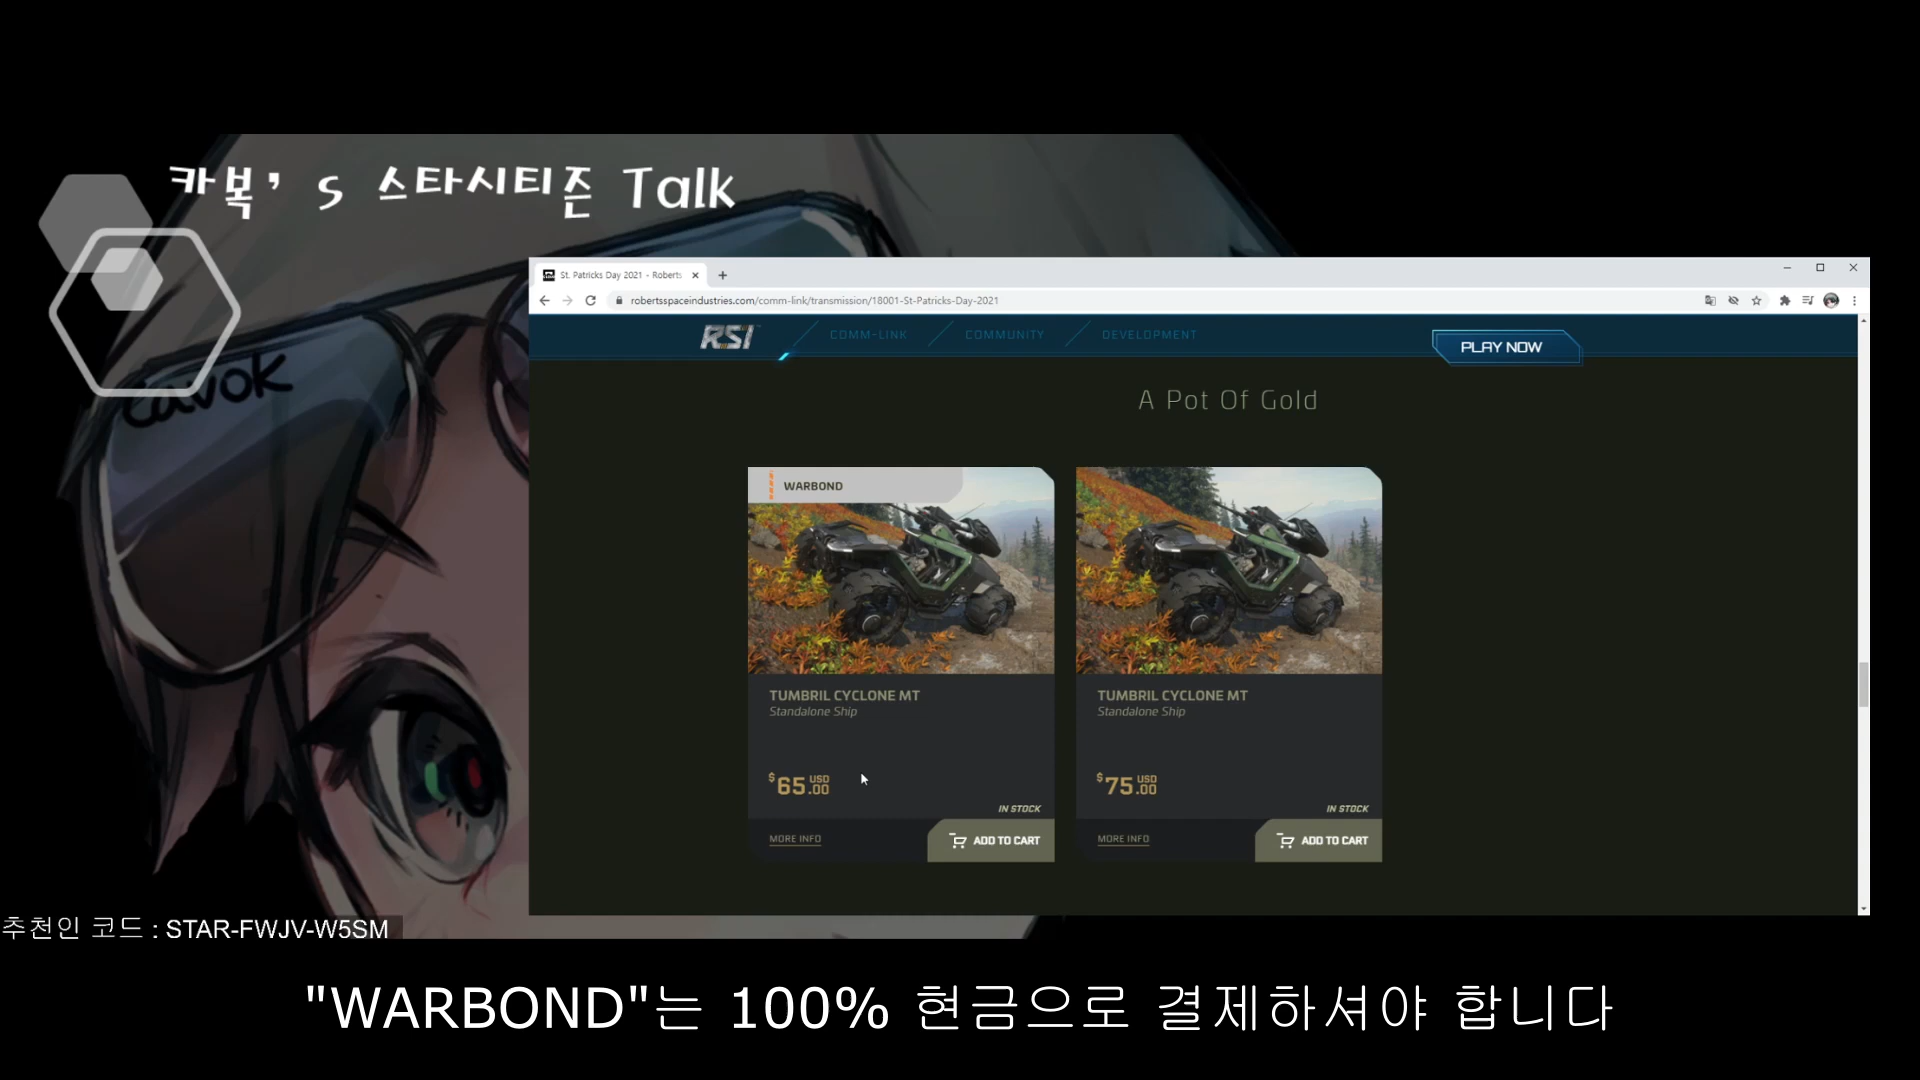 카복's 스타시티즌 Talk
cavok
St. Patricks Day 2021 - Roberts
robertsspaceindustries.com/comm-link/transmission/18001-St-Patricks-Day-2021
RSI
COMM-LINK
COMMUNITY
DEVELOPMENT
PLAY NOW
A Pot Of Gold
WARBOND
TUMBRIL CYCLONE MT
Standalone Ship
$65.00 USD
IN STOCK
MORE INFO
ADD TO CART
TUMBRIL CYCLONE MT
Standalone Ship
$75.00 USD
IN STOCK
MORE INFO
ADD TO CART
추천인 코드 : STAR-FWJV-W5SM
"WARBOND"는 100% 현금으로 결제하셔야 합니다